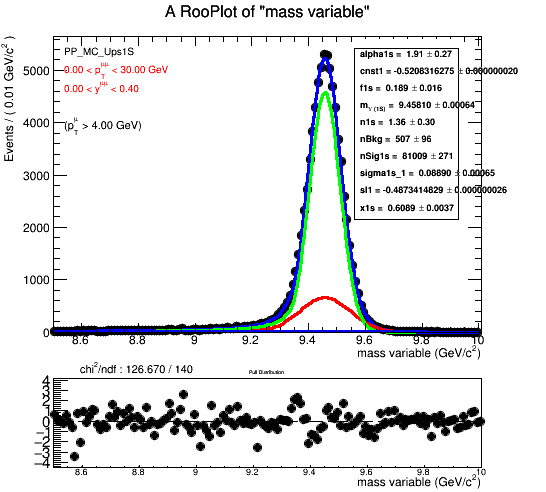 A RooPlot of "mass variable"
Events / ( 0.01 GeV/c² )
PP_MC_Ups1S
0.00 < p_T^μμ < 30.00 GeV
0.00 < y^μμ < 0.40
(p_T^μ > 4.00 GeV)
alpha1s = 1.91 ± 0.27
cnst1 = -0.5208316275 ± 0.000000020
f1s = 0.189 ± 0.016
m_ϒ(1S) = 9.45810 ± 0.00064
n1s = 1.36 ± 0.30
nBkg = 507 ± 96
nSig1s = 81009 ± 271
sigma1s_1 = 0.08890 ± 0.00065
sl1 = -0.4873414829 ± 0.000000026
x1s = 0.6089 ± 0.0037
5000
4000
3000
2000
1000
0
8.6 8.8 9 9.2 9.4 9.6 9.8 10
mass variable (GeV/c²)
chi²/ndf : 126.670 / 140
Pull Distribution
4
3
2
1
0
−1
−2
−3
−4
8.6 8.8 9 9.2 9.4 9.6 9.8 10
mass variable (GeV/c²)